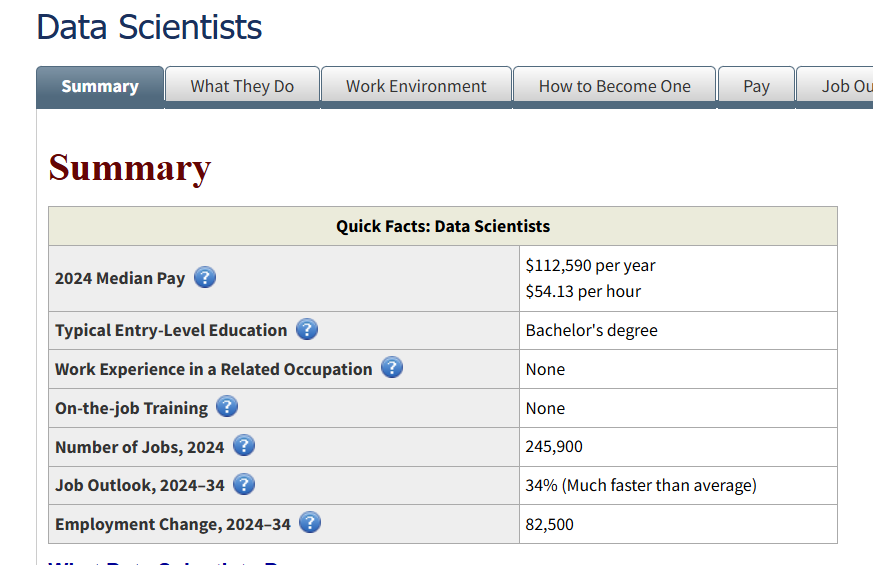 Data Scientists
Summary
What They Do
Work Environment
How to Become One
Pay
Job Ou
Summary
Quick Facts: Data Scientists
2024 Median Pay
$112,590 per year
$54.13 per hour
Typical Entry-Level Education
Bachelor's degree
Work Experience in a Related Occupation
None
On-the-job Training
None
Number of Jobs, 2024
245,900
Job Outlook, 2024–34
34% (Much faster than average)
Employment Change, 2024–34
82,500